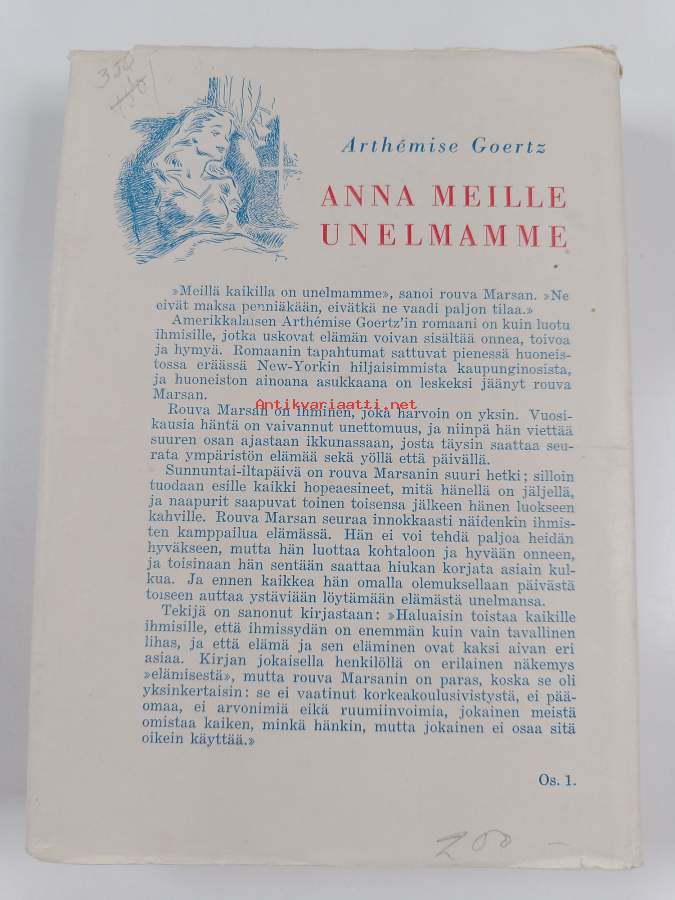 350
150
Arthémise Goertz
ANNA MEILLE
UNELMAMME
»Meillä kaikilla on unelmamme», sanoi rouva Marsan. »Ne
eivät maksa penniäkään, eivätkä ne vaadi paljon tilaa.»
Amerikkalaisen Arthémise Goertz'in romaani on kuin luotu
ihmisille, jotka uskovat elämän voivan sisältää onnea, toivoa
ja hymyä. Romaanin tapahtumat sattuvat pienessä huoneis-
tossa eräässä New-Yorkin hiljaisimmista kaupunginosista,
ja huoneiston ainoana asukkaana on leskeksi jäänyt rouva
Marsan.
Antikvariaatti.net
Rouva Marsan on ihminen, joka harvoin on yksin. Vuosi-
kausia häntä on vaivannut unettomuus, ja niinpä hän viettää
suuren osan ajastaan ikkunassaan, josta täysin saattaa seu-
rata ympäristön elämää sekä yöllä että päivällä.
Sunnuntai-iltapäivä on rouva Marsanin suuri hetki; silloin
tuodaan esille kaikki hopeaesineet, mitä hänellä on jäljellä,
ja naapurit saapuvat toinen toisensa jälkeen hänen luokseen
kahville. Rouva Marsan seuraa innokkaasti näidenkin ihmis-
ten kamppailua elämässä. Hän ei voi tehdä paljoa heidän
hyväkseen, mutta hän luottaa kohtaloon ja hyvään onneen,
ja toisinaan hän sentään saattaa hiukan korjata asiain kul-
kua. Ja ennen kaikkea hän omalla olemuksellaan päivästä
toiseen auttaa ystäviään löytämään elämästä unelmansa.
Tekijä on sanonut kirjastaan: »Haluaisin toistaa kaikille
ihmisille, että ihmissydän on enemmän kuin vain tavallinen
lihas, ja että elämä ja sen eläminen ovat kaksi aivan eri
asiaa. Kirjan jokaisella henkilöllä on erilainen näkemys
»elämisestä», mutta rouva Marsanin on paras, koska se oli
yksinkertaisin: se ei vaatinut korkeakoulusivistystä, ei pää-
omaa, ei arvonimiä eikä ruumiinvoimia, jokainen meistä
omistaa kaiken, minkä hänkin, mutta jokainen ei osaa sitä
oikein käyttää.»
Os. 1.
200 –